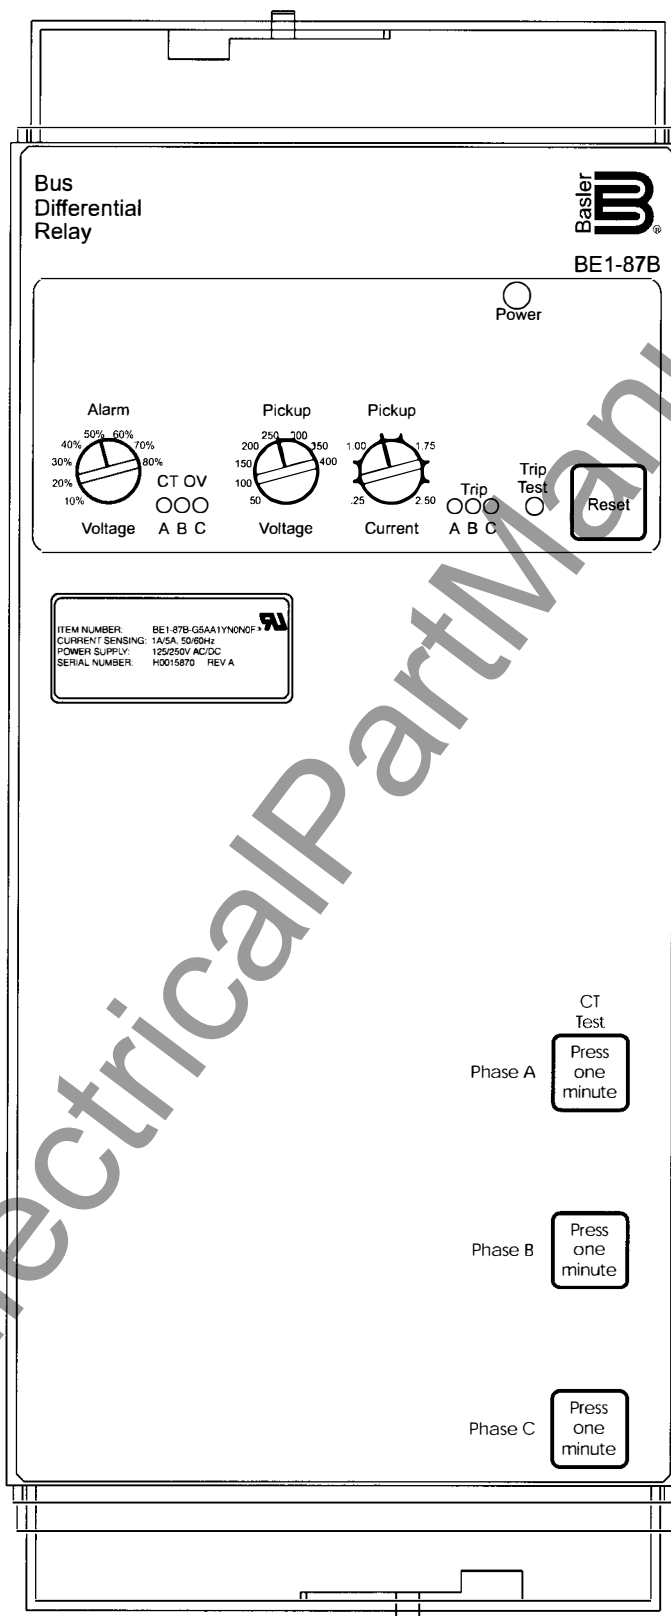 Bus
Differential
Relay
Basler
B®
BE1-87B
Power
Alarm
10%
20%
30%
40%
50%
60%
70%
80%
Voltage
CT OV
A B C
Pickup
50
100
150
200
250
300
350
400
Voltage
Pickup
.25
1.00
1.75
2.50
Current
Trip
A B C
Trip
Test
Reset
ITEM NUMBER: BE1-87B-G5AA1YN0N0F
CURRENT SENSING: 1A/5A, 50/60Hz
POWER SUPPLY: 125/250V AC/DC
SERIAL NUMBER: H0015870 REV A
CT
Test
Phase A
Press
one
minute
Phase B
Press
one
minute
Phase C
Press
one
minute
ectricalPartManu